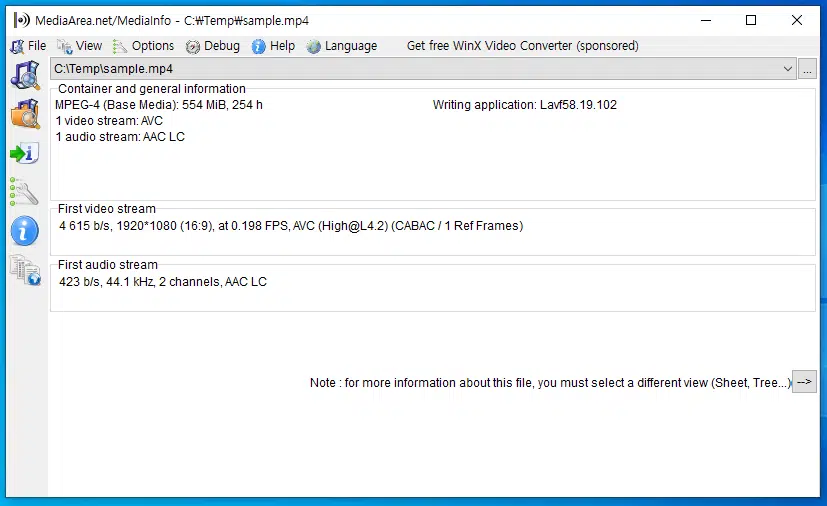 MediaArea.net/MediaInfo - C:₩Temp₩sample.mp4
File View Options Debug Help Language Get free WinX Video Converter (sponsored)
C:\Temp\sample.mp4
...
Container and general information
MPEG-4 (Base Media): 554 MiB, 254 h Writing application: Lavf58.19.102
1 video stream: AVC
1 audio stream: AAC LC
First video stream
4 615 b/s, 1920*1080 (16:9), at 0.198 FPS, AVC (High@L4.2) (CABAC / 1 Ref Frames)
First audio stream
423 b/s, 44.1 kHz, 2 channels, AAC LC
Note : for more information about this file, you must select a different view (Sheet, Tree...) -->